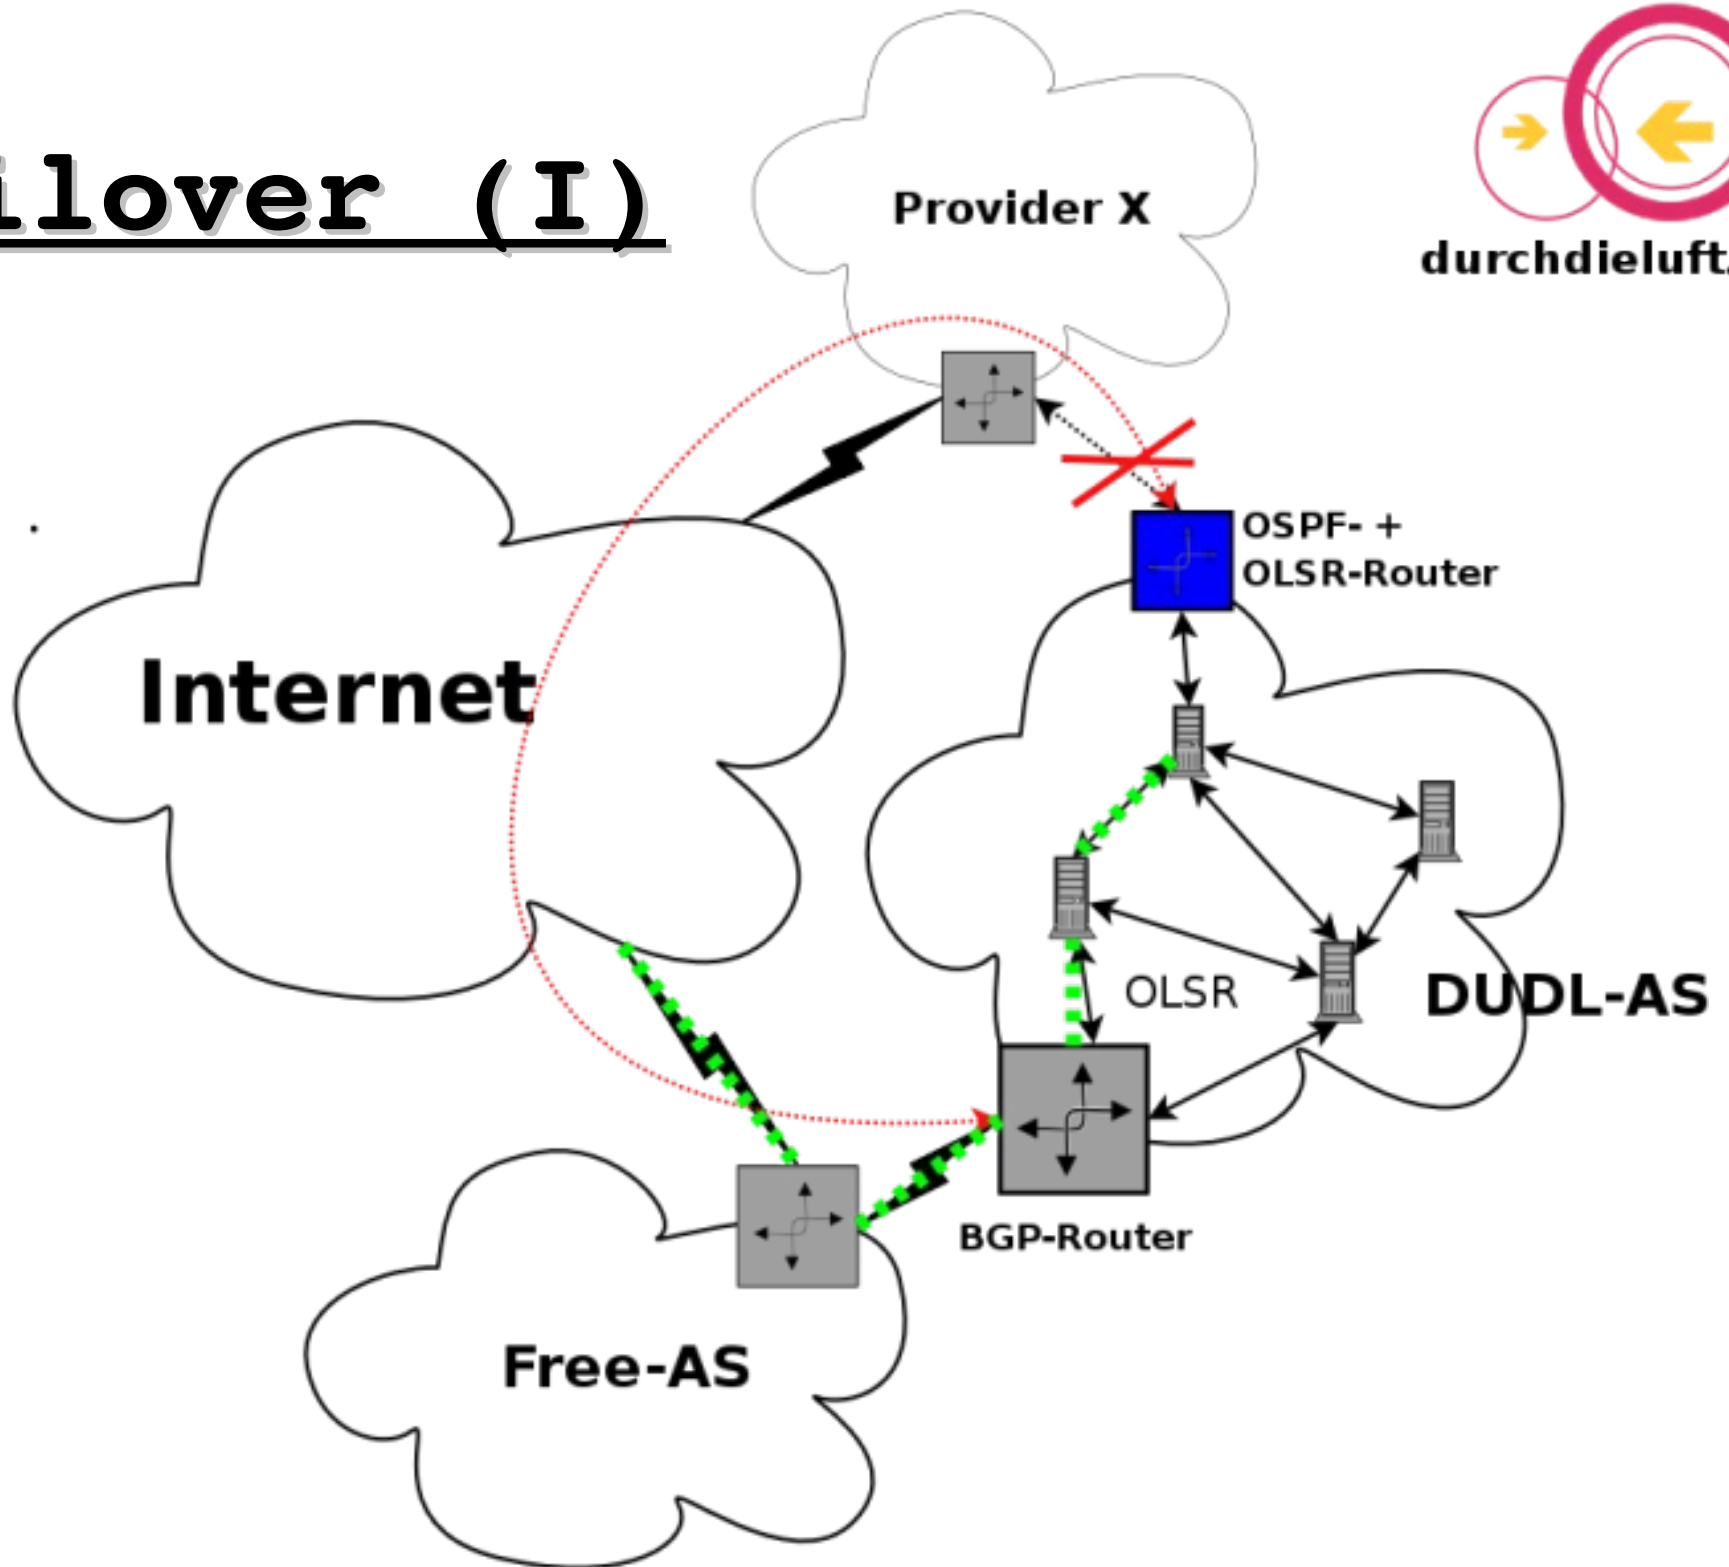 ilover (I)
Provider X
durchdieluft.
OSPF- +
OLSR-Router
Internet
OLSR
DUDL-AS
BGP-Router
Free-AS